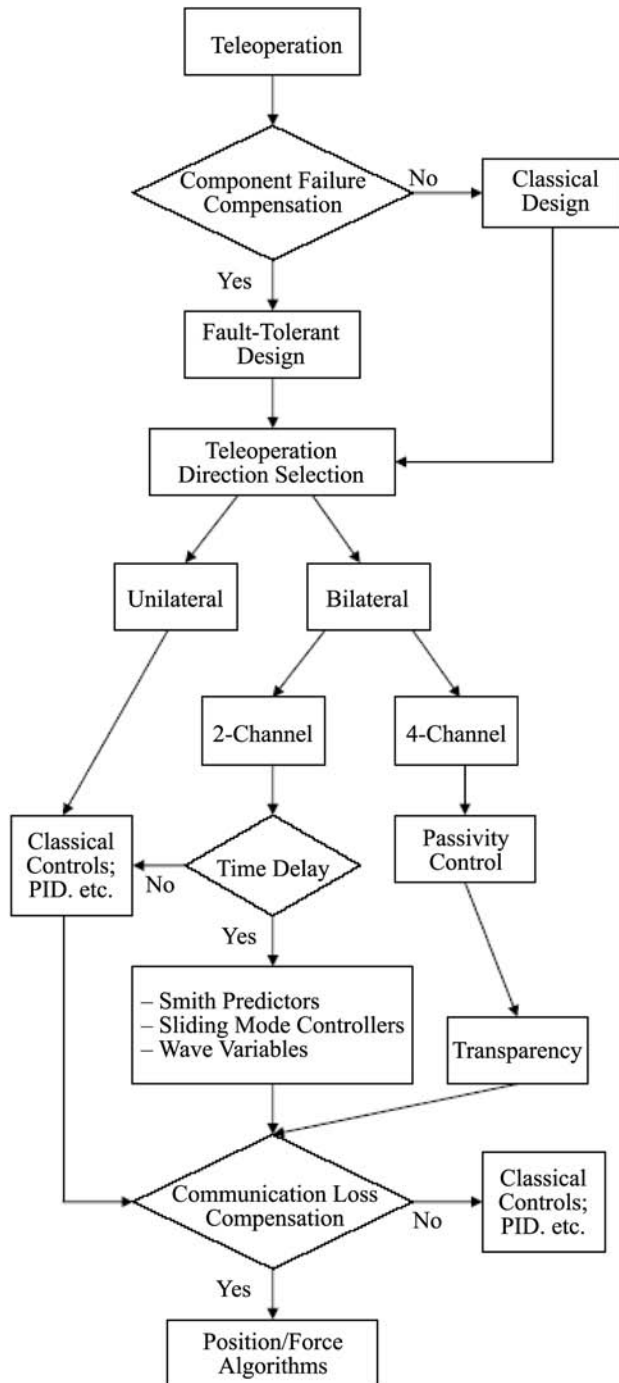 Teleoperation
Component Failure
Compensation
No
Classical
Design
Yes
Fault-Tolerant
Design
Teleoperation
Direction Selection
Unilateral
Bilateral
2-Channel
4-Channel
Classical
Controls;
PID. etc.
No
Time Delay
Passivity
Control
Yes
– Smith Predictors
– Sliding Mode Controllers
– Wave Variables
Transparency
Communication Loss
Compensation
No
Classical
Controls;
PID. etc.
Yes
Position/Force
Algorithms